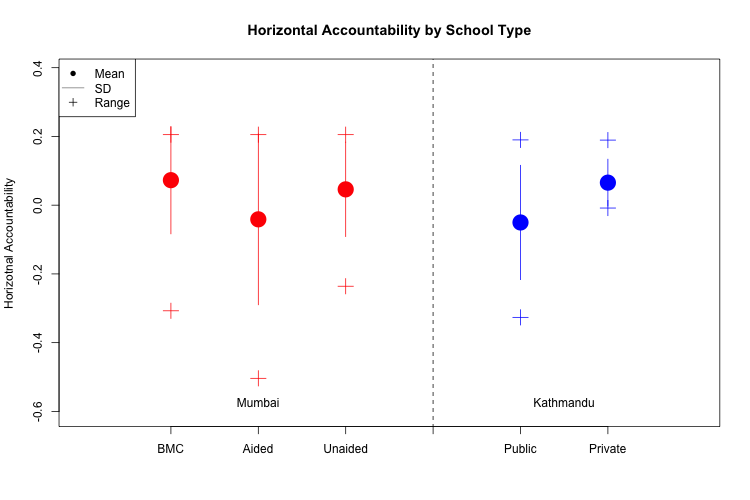 Horizontal Accountability by School Type
Mean
SD
Range
Horizotnal Accountability
0.4
0.2
0.0
-0.2
-0.4
-0.6
Mumbai
Kathmandu
BMC
Aided
Unaided
Public
Private